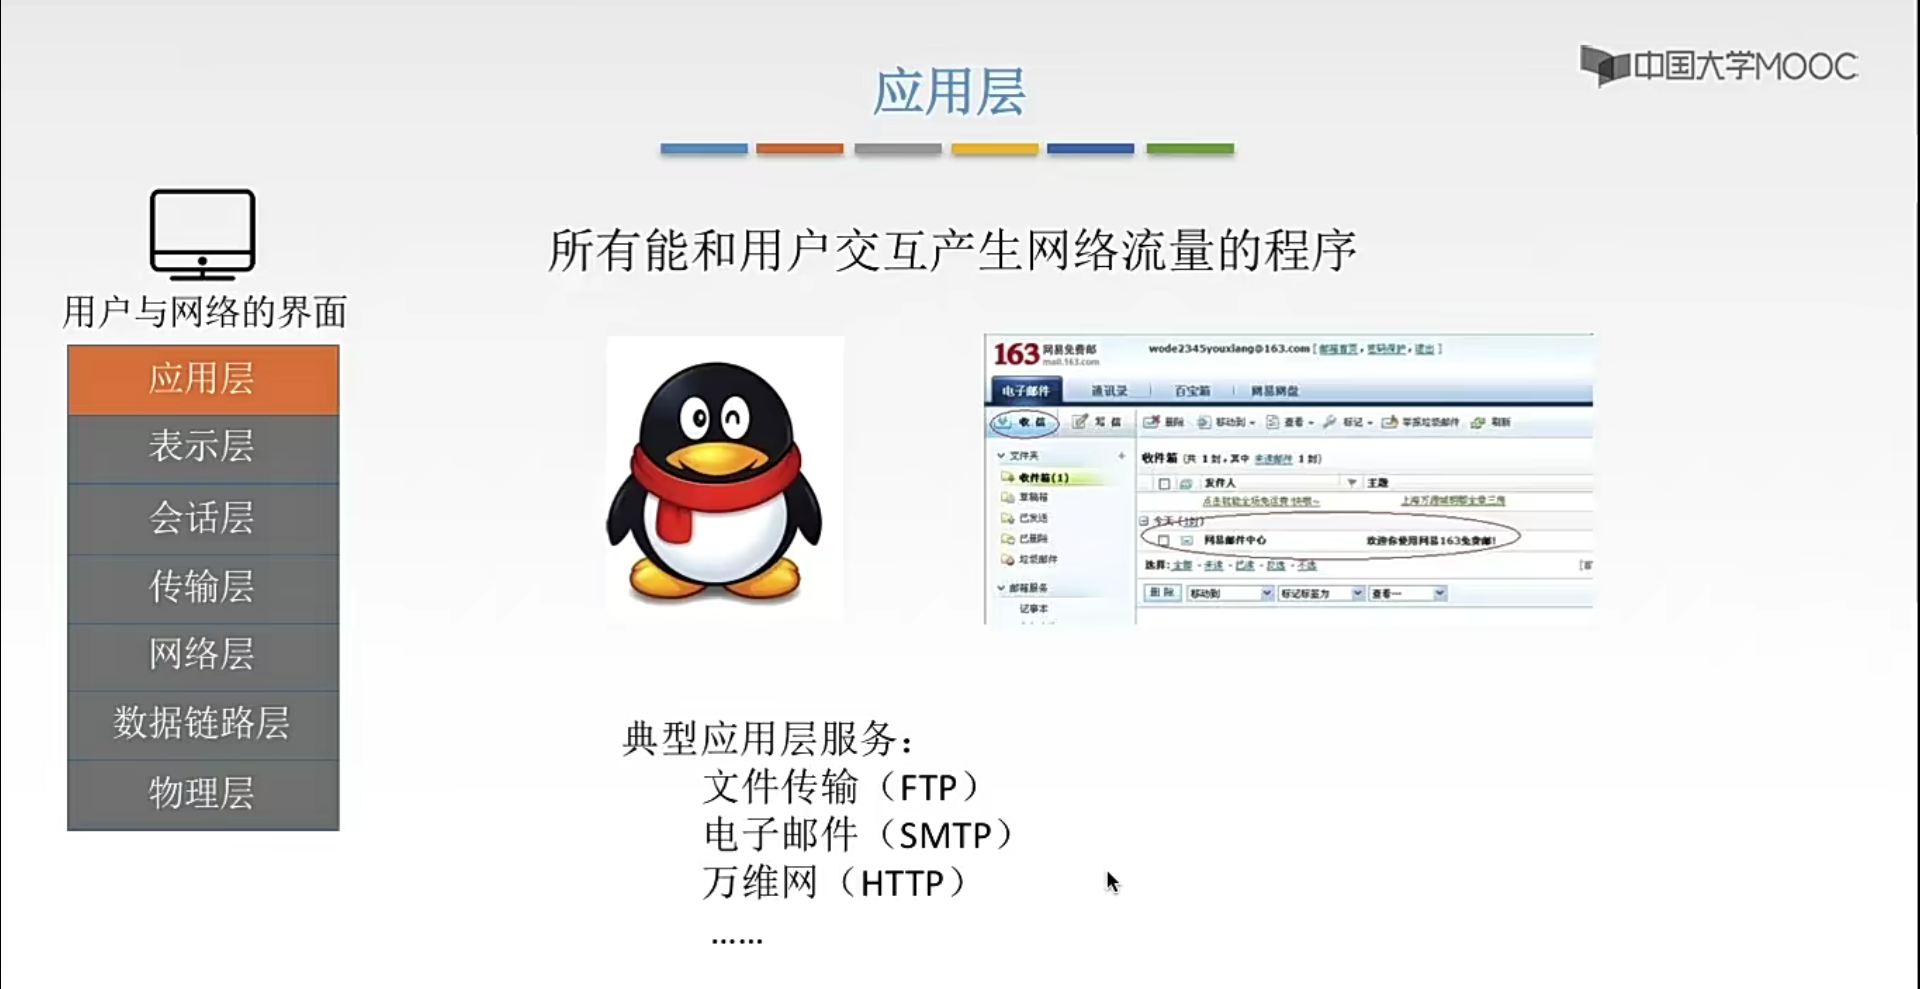 中国大学MOOC
应用层
所有能和用户交互产生网络流量的程序
用户与网络的界面
应用层
表示层
会话层
传输层
网络层
数据链路层
物理层
163 网易免费邮
mail.163.com
wode2345youxiang@163.com [邮箱首页, 密码保护, 退出]
电子邮件 通讯录 百宝箱 网易网盘
收信 写信 删除 移动到 查看 标记 举报垃圾邮件 刷新
文件夹
收件箱(1)
草稿箱
已发送
已删除
垃圾邮件
邮箱服务
记事本
收件箱 (共 1 封, 其中 未读邮件 1 封)
发件人 主题
今天 (1封)
网易邮件中心 欢迎你使用网易163免费邮!
选择: 全部 - 未读 - 已读 - 反选 - 不选
删除 移动到 标记标签为 查看
典型应用层服务：
文件传输（FTP）
电子邮件（SMTP）
万维网（HTTP）
……